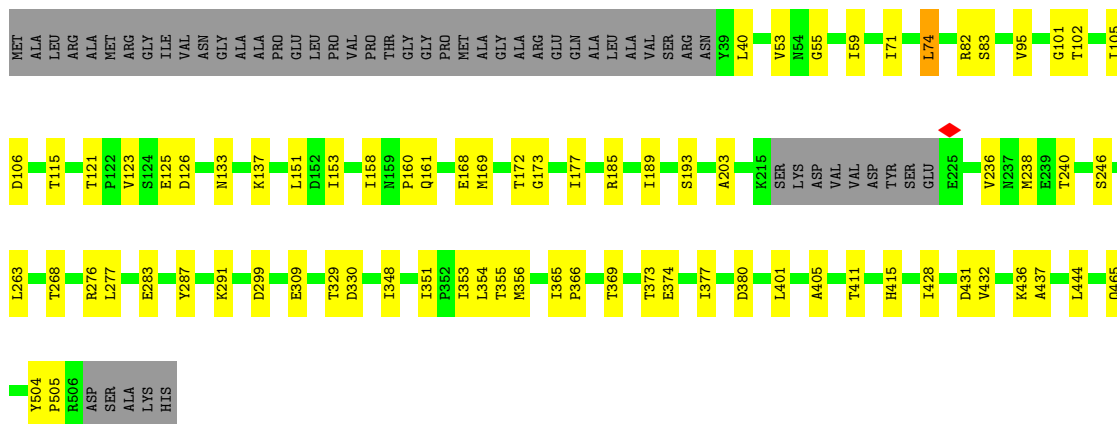 MET ALA LEU ARG ALA MET ARG GLY ILE VAL ASN GLY ALA ALA PRO GLU LEU PRO VAL PRO THR GLY GLY PRO MET ALA GLY ALA ARG GLU GLN ALA LEU ALA VAL SER ARG ASN Y39 L40 V53 N54 G55 I59 I71 L74 R82 S83 V95 G101 T102 I105
D106 T115 T121 P122 V123 S124 E125 D126 N133 K137 L151 D152 I153 I158 N159 P160 Q161 E168 M169 T172 G173 I177 R185 I189 S193 A203 K215 SER LYS ASP VAL VAL ASP TYR SER GLU E225 V236 N237 M238 E239 T240 S246
L263 T268 R276 L277 E283 Y287 K291 D299 E309 T329 D330 I348 I351 P352 I353 L354 T355 M356 I365 P366 T369 T373 E374 I377 D380 L401 A405 T411 H415 I428 D431 V432 K436 A437 L444 D465
Y504 P505 R506 ASP SER ALA LYS HIS